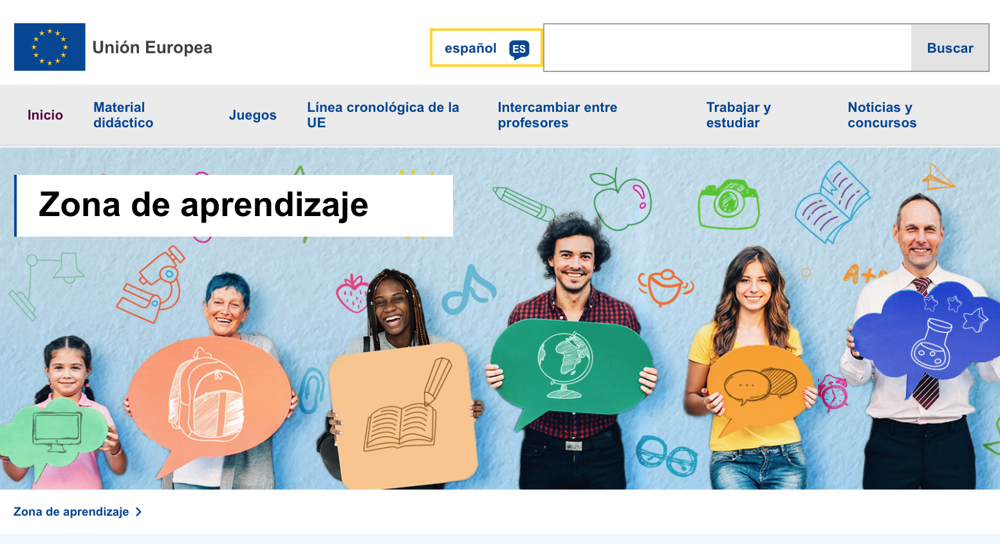 Unión Europea
español ES
Buscar
Inicio
Material
didáctico
Juegos
Línea cronológica de la
UE
Intercambiar entre
profesores
Trabajar y
estudiar
Noticias y
concursos
Zona de aprendizaje
A+
Zona de aprendizaje